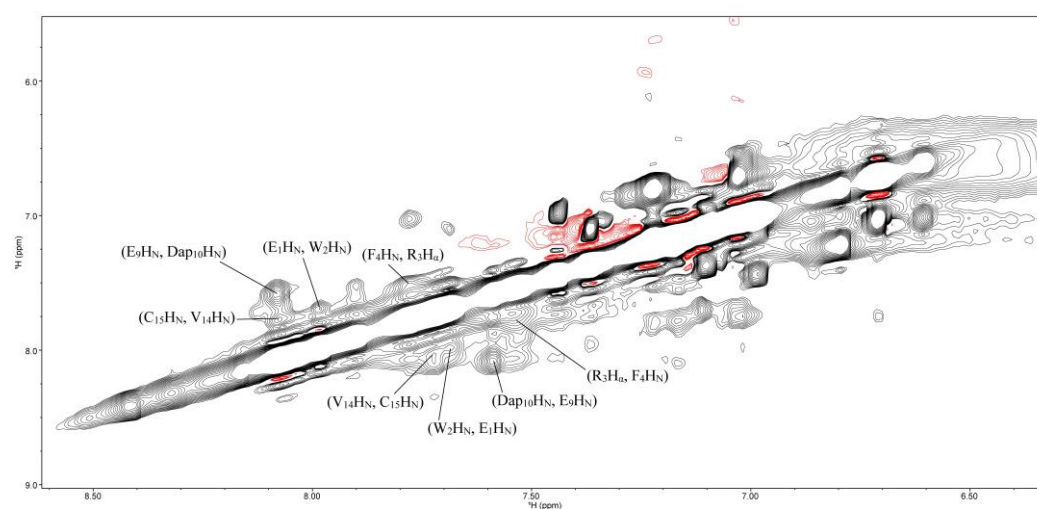 6.0
7.0
8.0
9.0
¹H (ppm)
(E₉H_N, Dap₁₀H_N)
(E₁H_N, W₂H_N)
(F₄H_N, R₃H_α)
(C₁₅H_N, V₁₄H_N)
(R₃H_α, F₄H_N)
(V₁₄H_N, C₁₅H_N)
(Dap₁₀H_N, E₉H_N)
(W₂H_N, E₁H_N)
8.50
8.00
7.50
7.00
6.50
¹H (ppm)